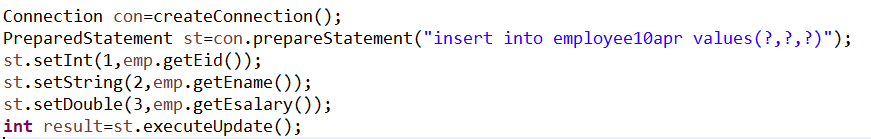 Connection con=createConnection();
PreparedStatement st=con.prepareStatement("insert into employee10apr values(?,?,?)");
st.setInt(1,emp.getEid());
st.setString(2,emp.getEname());
st.setDouble(3,emp.getEsalary());
int result=st.executeUpdate();